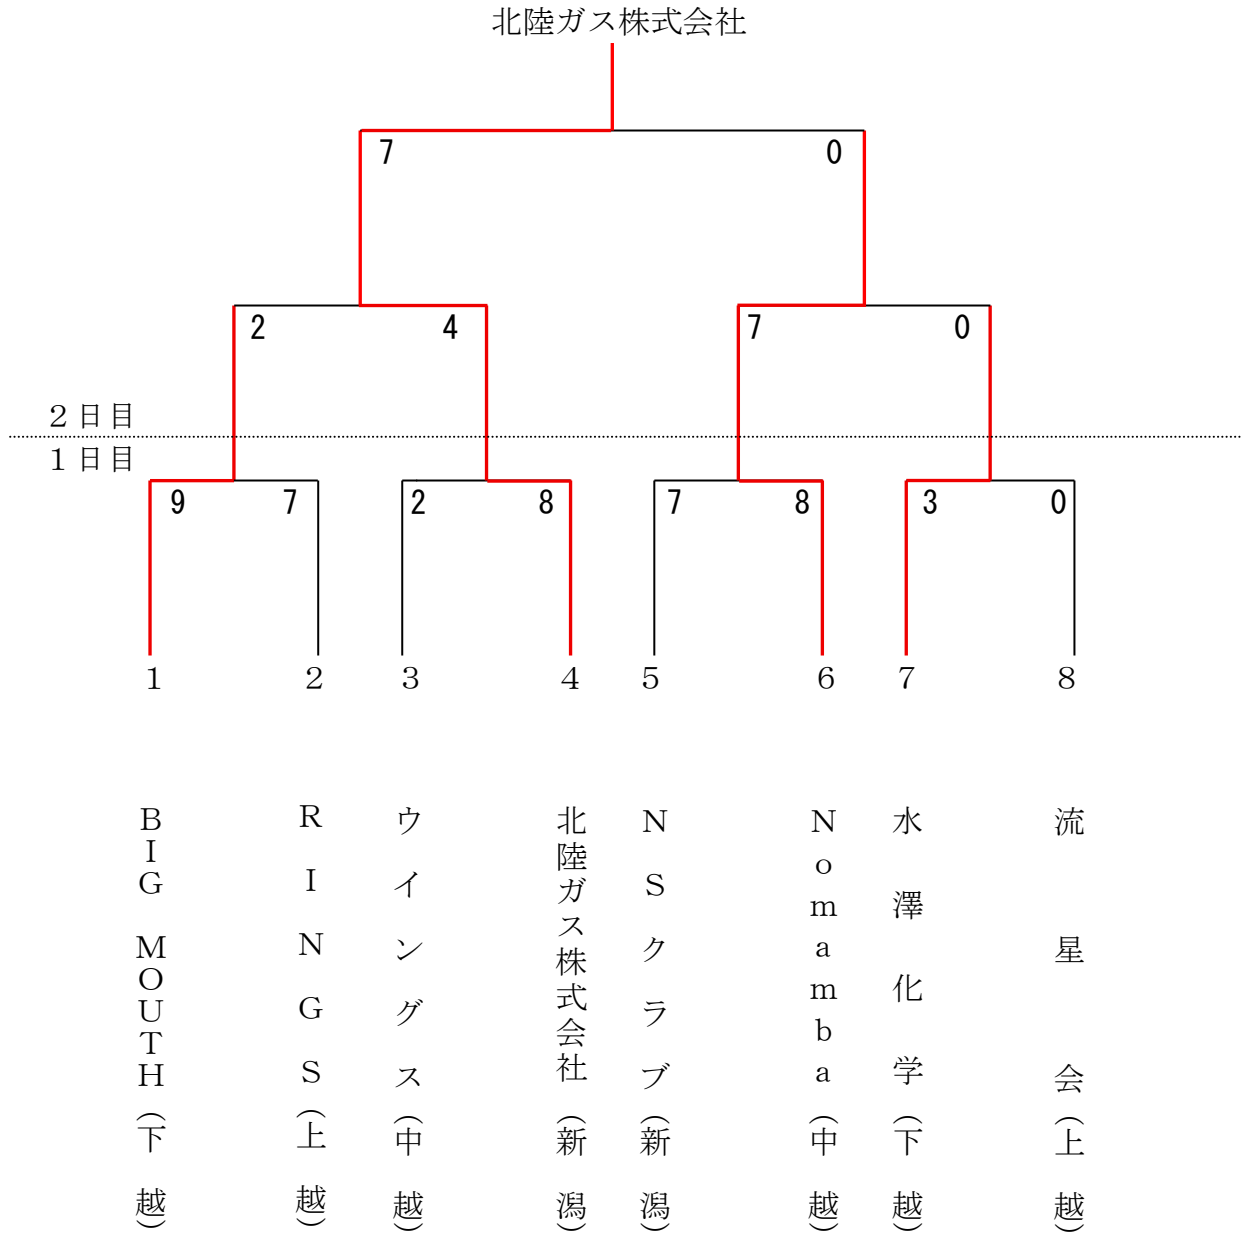 北陸ガス株式会社
7 0
2 4 7 0
２日目
１日目
9 7 2 8 7 8 3 0
１ ２ ３ ４ ５ ６ ７ ８
ＢＩＧ ＭＯＵＴＨ（下越）
ＲＩＮＧＳ（上越）
ウイングス（中越）
北陸ガス株式会社（新潟）
ＮＳクラブ（新潟）
Ｎｏｍａｍｂａ（中越）
水澤化学（下越）
流星会（上越）